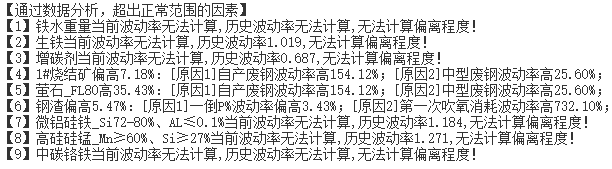 【通过数据分析，超出正常范围的因素】
【1】铁水重量当前波动率无法计算,历史波动率无法计算,无法计算偏离程度!
【2】生铁当前波动率无法计算,历史波动率1.019,无法计算偏离程度!
【3】增碳剂当前波动率无法计算,历史波动率0.687,无法计算偏离程度!
【4】1#烧结矿偏高7.18%：[原因1]自产废钢波动率高154.12%；[原因2]中型废钢波动率高25.60%；
【5】萤石_FL80高35.43%：[原因1]自产废钢波动率高154.12%；[原因2]中型废钢波动率高25.60%；
【6】钢渣偏高5.47%：[原因1]一倒P%波动率偏高3.43%；[原因2]第一次吹氧消耗波动率高732.10%；
【7】微铝硅铁_Si72-80%、AL≤0.1%当前波动率无法计算,历史波动率1.184,无法计算偏离程度!
【8】高硅硅锰_Mn≥60%、Si≥27%当前波动率无法计算,历史波动率1.271,无法计算偏离程度!
【9】中碳铬铁当前波动率无法计算,历史波动率无法计算,无法计算偏离程度!